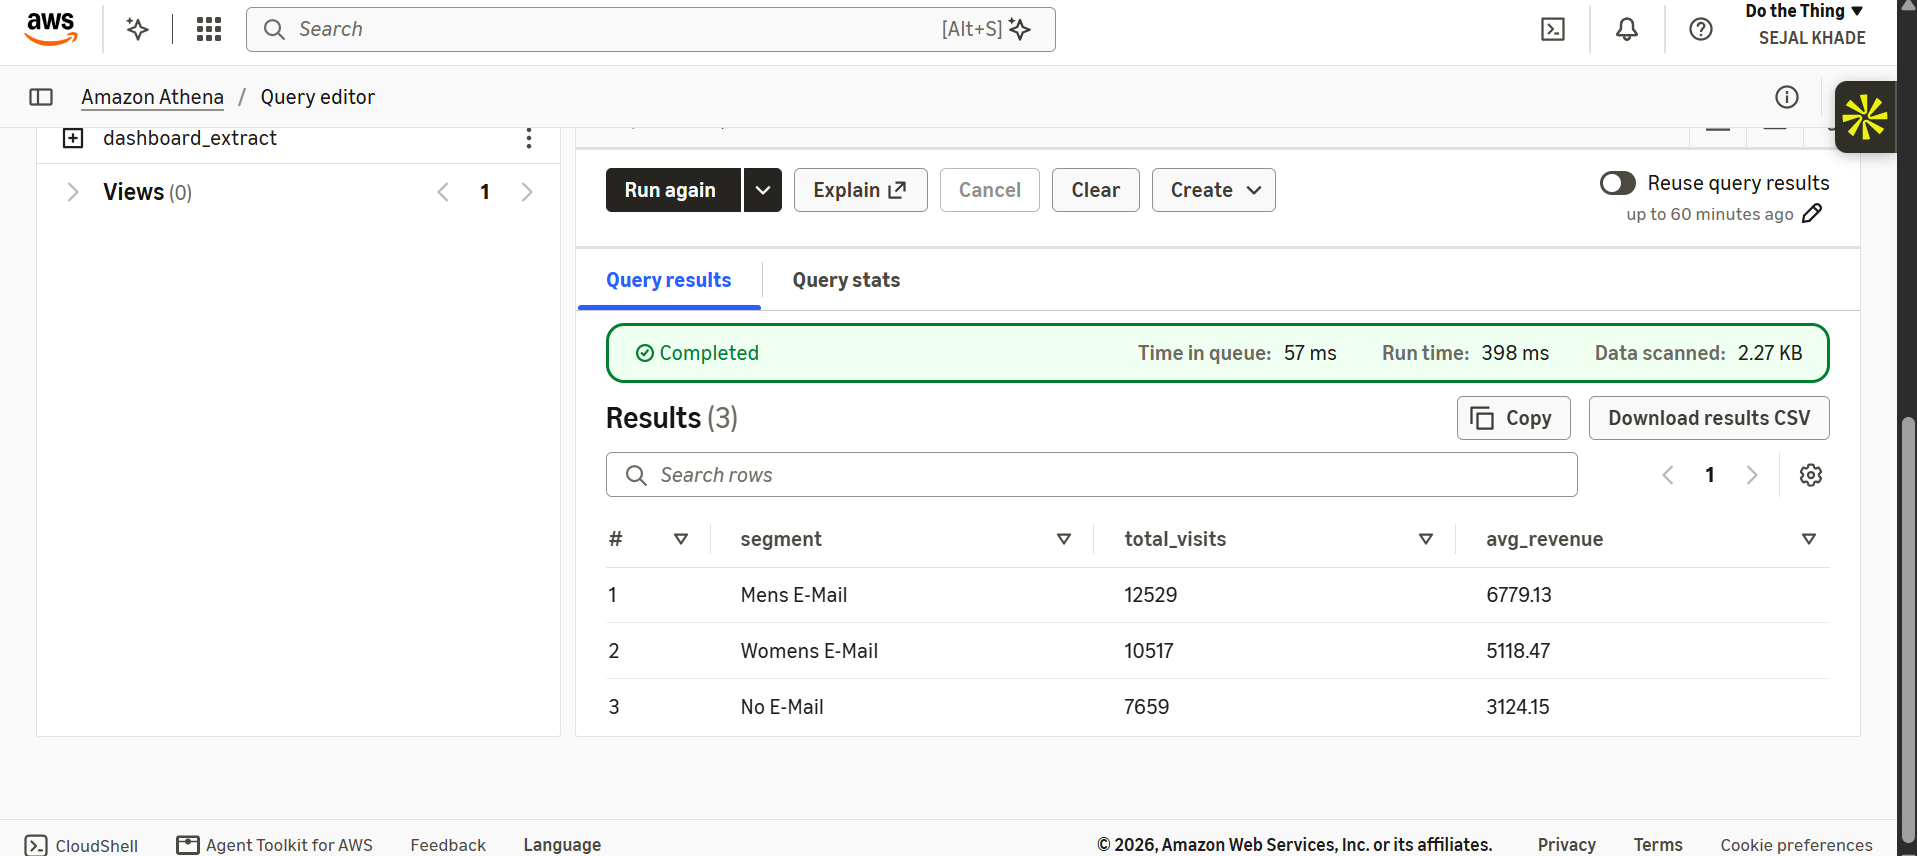 aws
Search [Alt+S]
Do the Thing
SEJAL KHADE
Amazon Athena / Query editor
dashboard_extract
Views (0)
1
Run again
Explain
Cancel
Clear
Create
Reuse query results
up to 60 minutes ago
Query results
Query stats
Completed
Time in queue: 57 ms
Run time: 398 ms
Data scanned: 2.27 KB
Results (3)
Copy
Download results CSV
Search rows
1
# segment total_visits avg_revenue
1 Mens E-Mail 12529 6779.13
2 Womens E-Mail 10517 5118.47
3 No E-Mail 7659 3124.15
CloudShell Agent Toolkit for AWS Feedback Language © 2026, Amazon Web Services, Inc. or its affiliates. Privacy Terms Cookie preferences